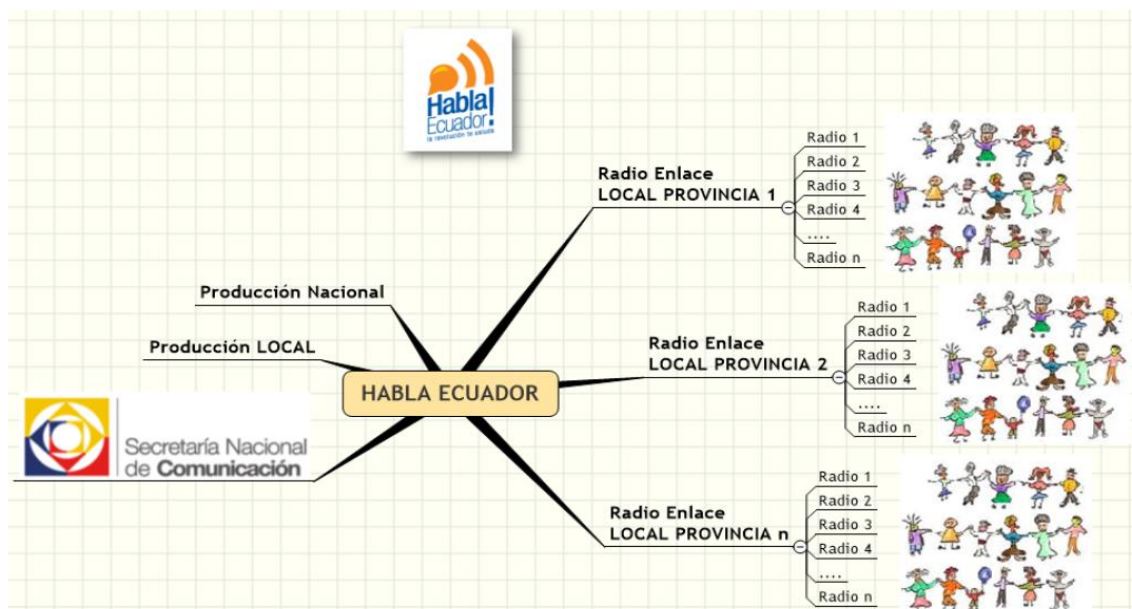 Habla
Ecuador!
la revolución te saluda
Radio Enlace
LOCAL PROVINCIA 1
Radio 1
Radio 2
Radio 3
Radio 4
....
Radio n
Producción Nacional
Producción LOCAL
HABLA ECUADOR
Secretaría Nacional
de Comunicación
Radio Enlace
LOCAL PROVINCIA 2
Radio 1
Radio 2
Radio 3
Radio 4
....
Radio n
Radio Enlace
LOCAL PROVINCIA n
Radio 1
Radio 2
Radio 3
Radio 4
....
Radio n